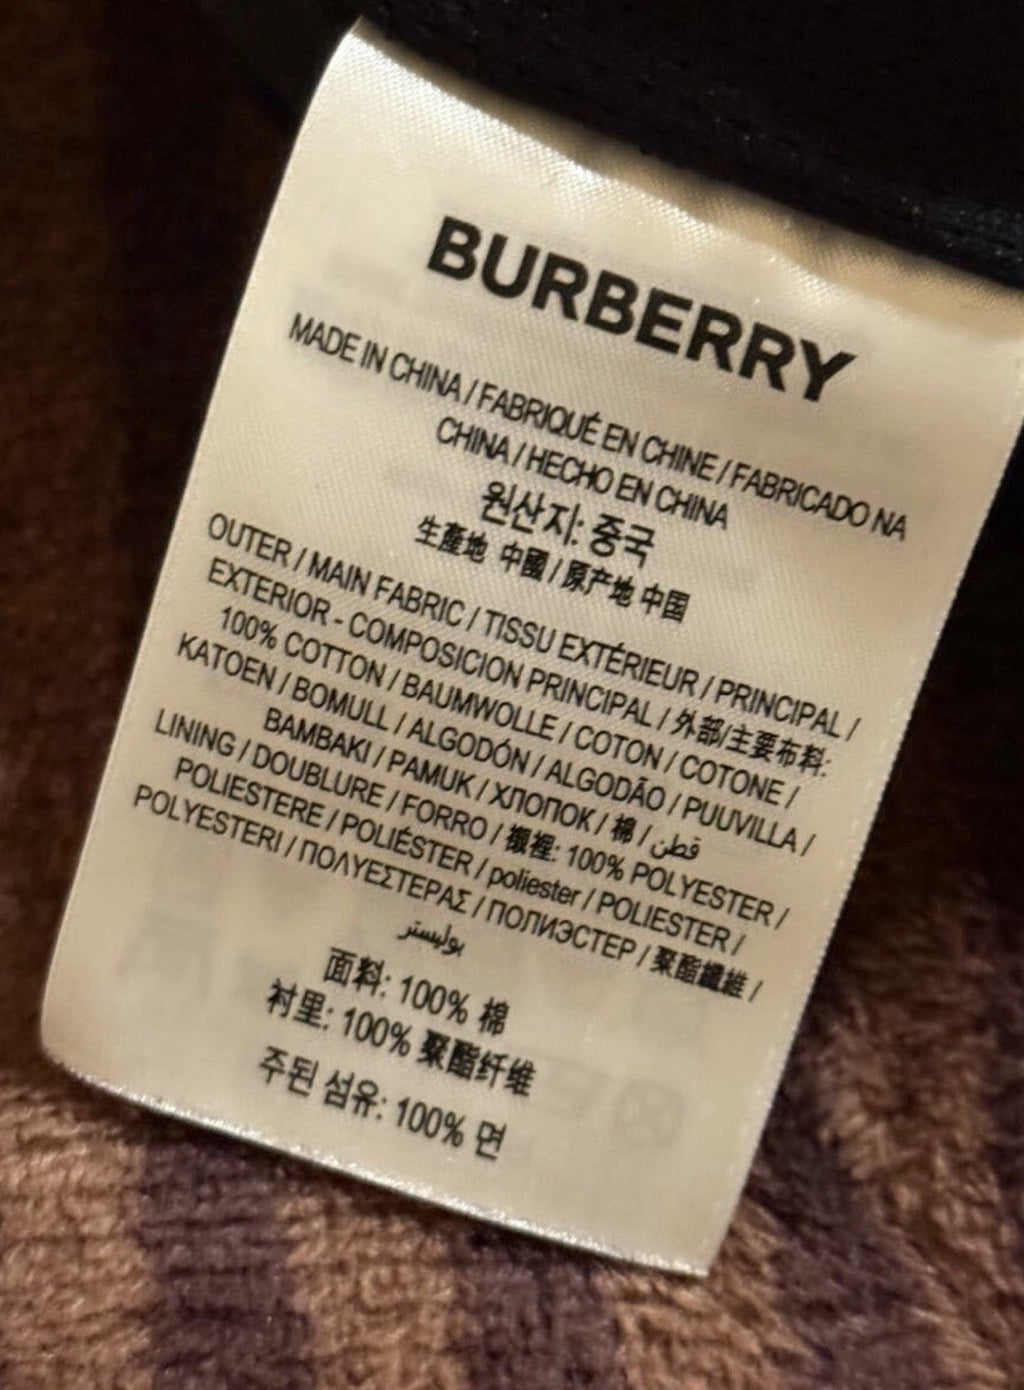 BURBERRY
MADE IN CHINA / FABRIQUÉ EN CHINE / FABRICADO NA
CHINA / HECHO EN CHINA
원산지: 중국
生產地 中國 / 原产地 中国
OUTER / MAIN FABRIC / TISSU EXTÉRIEUR / PRINCIPAL /
EXTERIOR - COMPOSICION PRINCIPAL / 外部/主要布料:
100% COTTON / BAUMWOLLE / COTON / COTONE /
KATOEN / BOMULL / ALGODÓN / ALGODÃO / PUUVILLA /
BAMBAKI / PAMUK / ХЛОПОК / 棉 / قطن
LINING / DOUBLURE / FORRO / 襯裡: 100% POLYESTER /
POLIESTERE / POLIÉSTER / poliester / POLIESTER /
POLYESTERI / ΠΟΛΥΕΣΤΕΡΑΣ / ПОЛИЭСТЕР / 聚酯纖維 /
بوليستر
面料: 100% 棉
衬里: 100% 聚酯纤维
주된 섬유: 100% 면